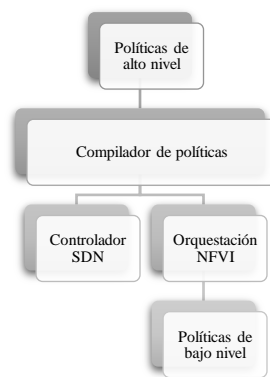 Políticas de
alto nivel
Compilador de políticas
Controlador
SDN
Orquestación
NFVI
Políticas de
bajo nivel